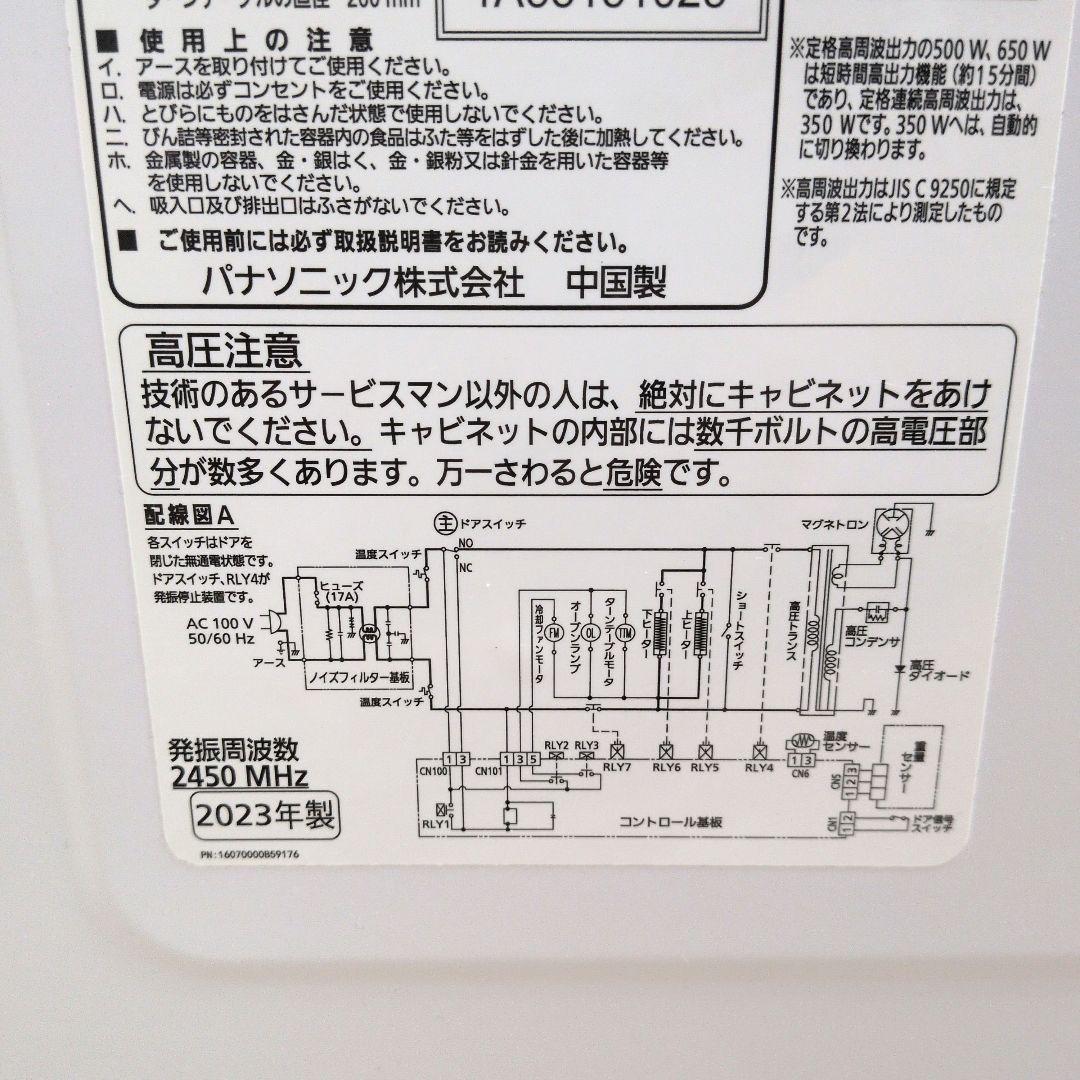 ■ 使用上の注意
イ. アースを取り付けてご使用ください。
ロ. 電源は必ずコンセントをご使用ください。
ハ. とびらにものをはさんだ状態で使用しないでください。
ニ. びん詰等密封された容器内の食品はふた等をはずした後に加熱してください。
ホ. 金属製の容器、金・銀はく、金・銀粉又は針金を用いた容器等
を使用しないでください。
ヘ. 吸入口及び排出口はふさがないでください。
■ ご使用前には必ず取扱説明書をお読みください。
パナソニック株式会社 中国製
※定格高周波出力の500 W、650 W
は短時間高出力機能(約15分間)
であり、定格連続高周波出力は、
350 Wです。350 Wへは、自動的
に切り換わります。
※高周波出力はJIS C 9250に規定
する第2法により測定したもの
です。
高圧注意
技術のあるサービスマン以外の人は、絶対にキャビネットをあけ
ないでください。キャビネットの内部には数千ボルトの高電圧部
分が数多くあります。万一さわると危険です。
配線図A
各スイッチはドアを
閉じた無通電状態です。
ドアスイッチ、RLY4が
発振停止装置です。
AC 100 V
50/60 Hz
アース
ヒューズ
(17A)
ノイズフィルター基板
温度スイッチ
温度スイッチ
主 ドアスイッチ
NO
NC
冷却ファンモータ
FM
オーブンランプ
OL
ターンテーブルモータ
TTM
下ヒーター
上ヒーター
ショートスイッチ
高圧トランス
マグネトロン
高圧
コンデンサ
高圧
ダイオード
RLY2 RLY3
RLY7 RLY6 RLY5 RLY4
温度
センサー
重量
センサー
CN100 1 3
CN101 1 3 5
1 3
CN6
CN5
1 2 3
CN1
1 2
ドア信号
スイッチ
RLY1
コントロール基板
発振周波数
2450 MHz
2023年製
PN:16070000B59176